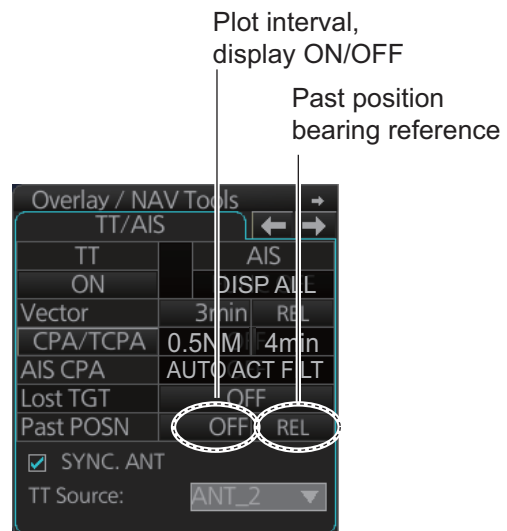 Plot interval,
display ON/OFF
Past position
bearing reference
Overlay / NAV Tools
TT/AIS
TT AIS
ON DISP ALL
Vector 3min REL
CPA/TCPA 0.5NM 4min
AIS CPA AUTO ACT FILT
Lost TGT OFF
Past POSN OFF REL
SYNC. ANT
TT Source: ANT_2